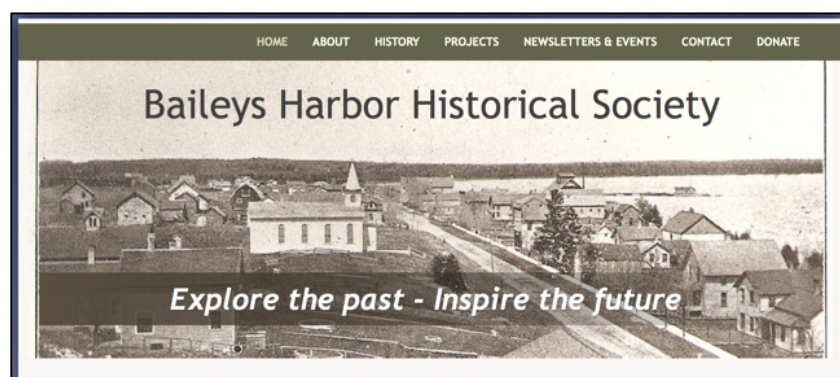 HOME ABOUT HISTORY PROJECTS NEWSLETTERS & EVENTS CONTACT DONATE
Baileys Harbor Historical Society
Explore the past - Inspire the future